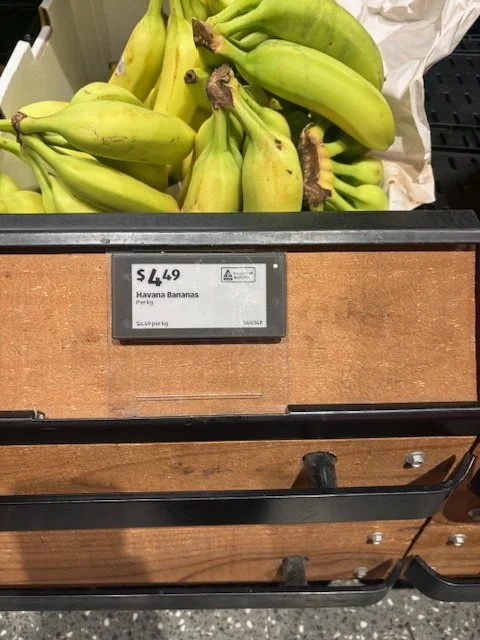 $4.49
Havana Bananas
Per kg
$4.49 per kg